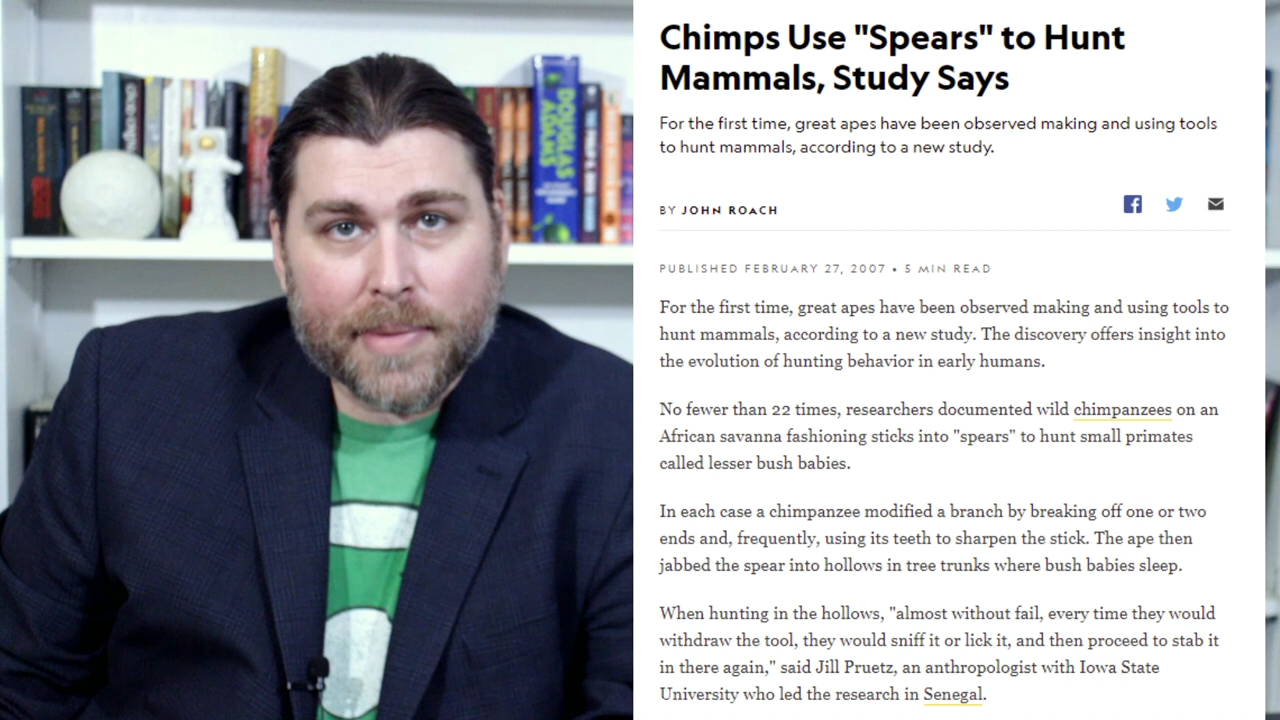 DOUGLAS
ADAMS
Chimps Use "Spears" to Hunt
Mammals, Study Says
For the first time, great apes have been observed making and using tools
to hunt mammals, according to a new study.
BY JOHN ROACH
PUBLISHED FEBRUARY 27, 2007 • 5 MIN READ
For the first time, great apes have been observed making and using tools to
hunt mammals, according to a new study. The discovery offers insight into
the evolution of hunting behavior in early humans.
No fewer than 22 times, researchers documented wild chimpanzees on an
African savanna fashioning sticks into "spears" to hunt small primates
called lesser bush babies.
In each case a chimpanzee modified a branch by breaking off one or two
ends and, frequently, using its teeth to sharpen the stick. The ape then
jabbed the spear into hollows in tree trunks where bush babies sleep.
When hunting in the hollows, "almost without fail, every time they would
withdraw the tool, they would sniff it or lick it, and then proceed to stab it
in there again," said Jill Pruetz, an anthropologist with Iowa State
University who led the research in Senegal.